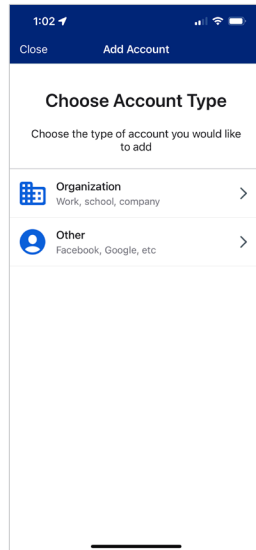 1:02
Close Add Account
Choose Account Type
Choose the type of account you would like
to add
Organization
Work, school, company
Other
Facebook, Google, etc